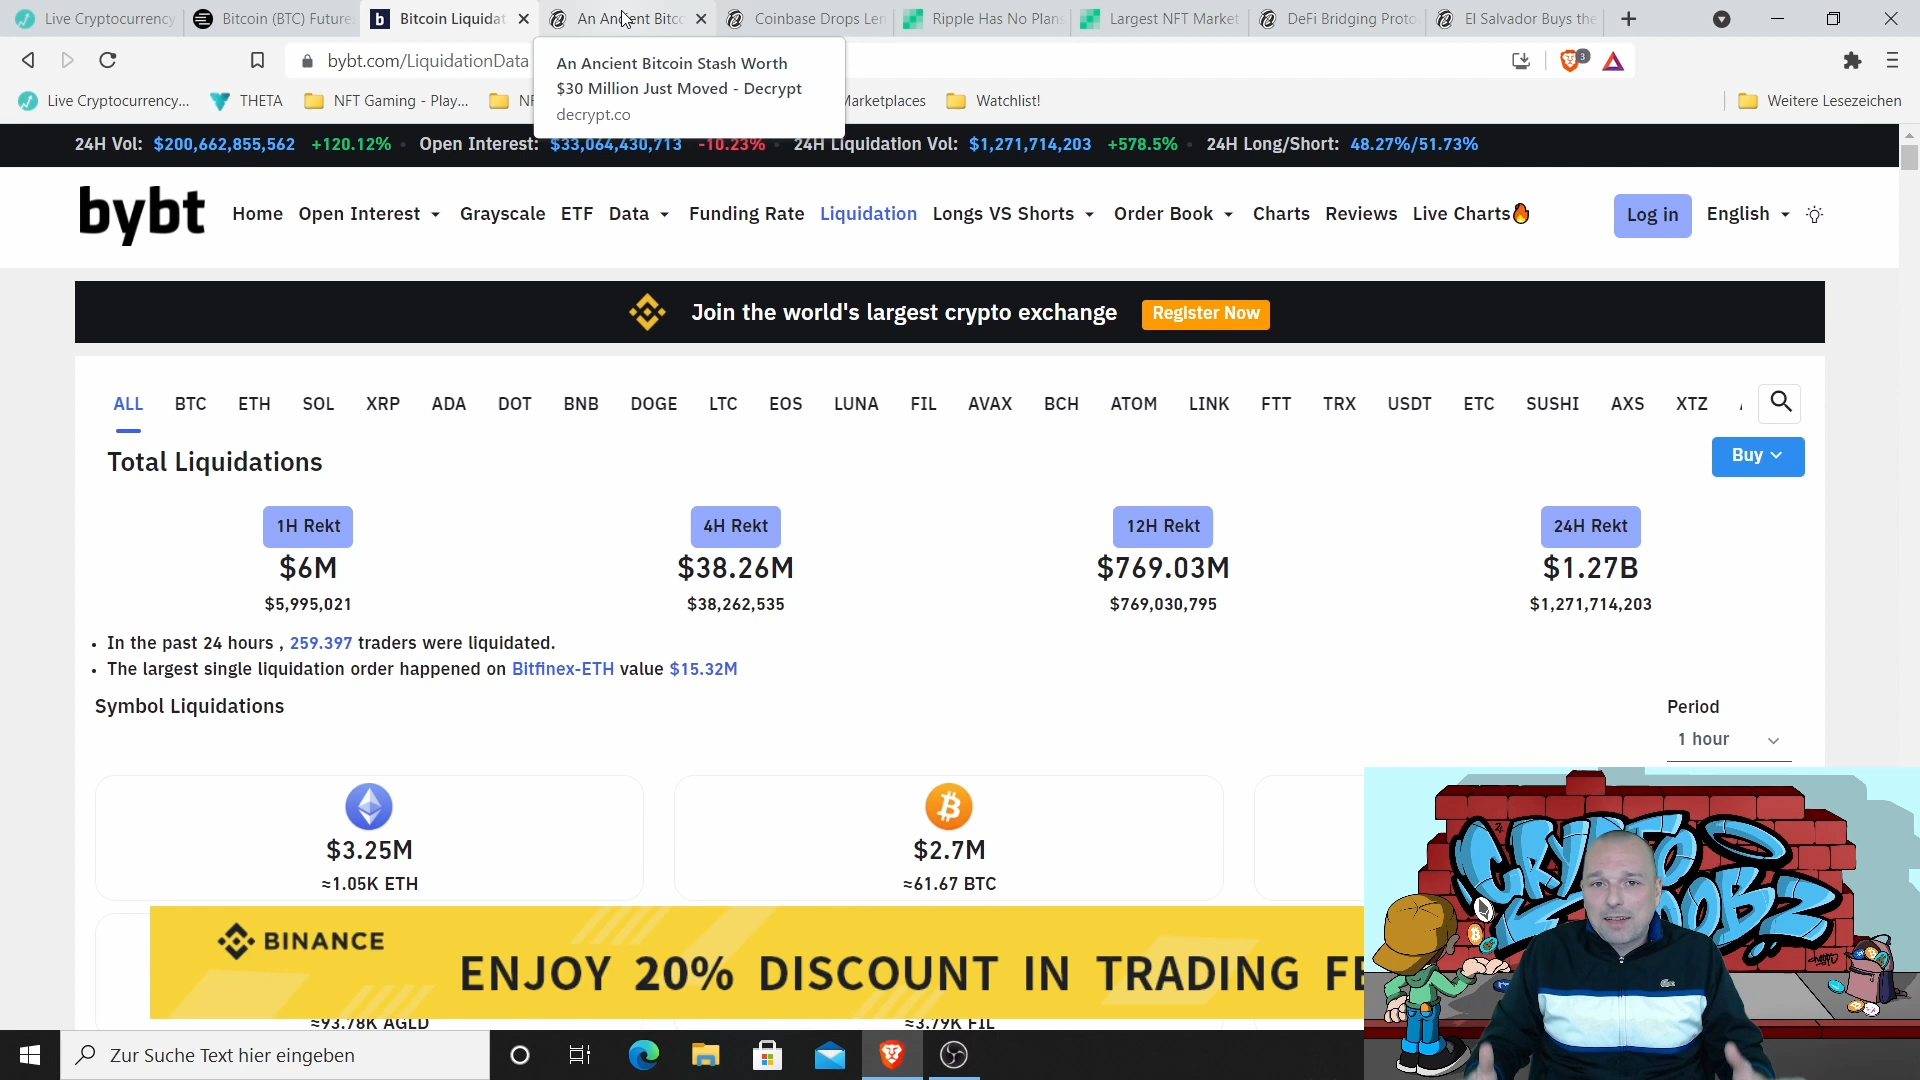 Live Cryptocurrency
Bitcoin (BTC) Future
Bitcoin Liquidat
An Ancient Bitc
Coinbase Drops Len
Ripple Has No Plans
Largest NFT Market
DeFi Bridging Proto
El Salvador Buys the
bybt.com/LiquidationData
3
An Ancient Bitcoin Stash Worth
$30 Million Just Moved - Decrypt
decrypt.co
Live Cryptocurrency...
THETA
NFT Gaming - Play...
Marketplaces
Watchlist!
Weitere Lesezeichen
24H Vol: $200,662,855,562 +120.12%
Open Interest: $33,064,430,713 -10.23%
24H Liquidation Vol: $1,271,714,203 +578.5%
24H Long/Short: 48.27%/51.73%
bybt
Home
Open Interest
Grayscale
ETF
Data
Funding Rate
Liquidation
Longs VS Shorts
Order Book
Charts
Reviews
Live Charts
Log in
English
Join the world's largest crypto exchange
Register Now
ALL BTC ETH SOL XRP ADA DOT BNB DOGE LTC EOS LUNA FIL AVAX BCH ATOM LINK FTT TRX USDT ETC SUSHI AXS XTZ
Total Liquidations
Buy
1H Rekt
$6M
$5,995,021
4H Rekt
$38.26M
$38,262,535
12H Rekt
$769.03M
$769,030,795
24H Rekt
$1.27B
$1,271,714,203
In the past 24 hours , 259.397 traders were liquidated.
The largest single liquidation order happened on Bitfinex-ETH value $15.32M
Symbol Liquidations
Period
1 hour
$3.25M
≈1.05K ETH
$2.7M
≈61.67 BTC
BINANCE
ENJOY 20% DISCOUNT IN TRADING FE
≈93.78K AGLD
≈3.79K FIL
CRYPTO
Zur Suche Text hier eingeben